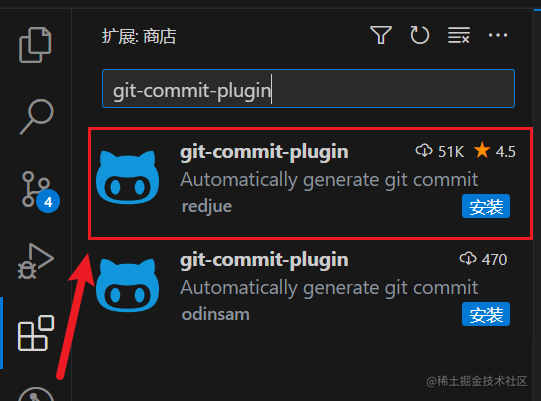 扩展: 商店
git-commit-plugin
git-commit-plugin 51K 4.5
Automatically generate git commit
redjue 安装
4
git-commit-plugin 470
Automatically generate git commit
odinsam 安装
@稀土掘金技术社区